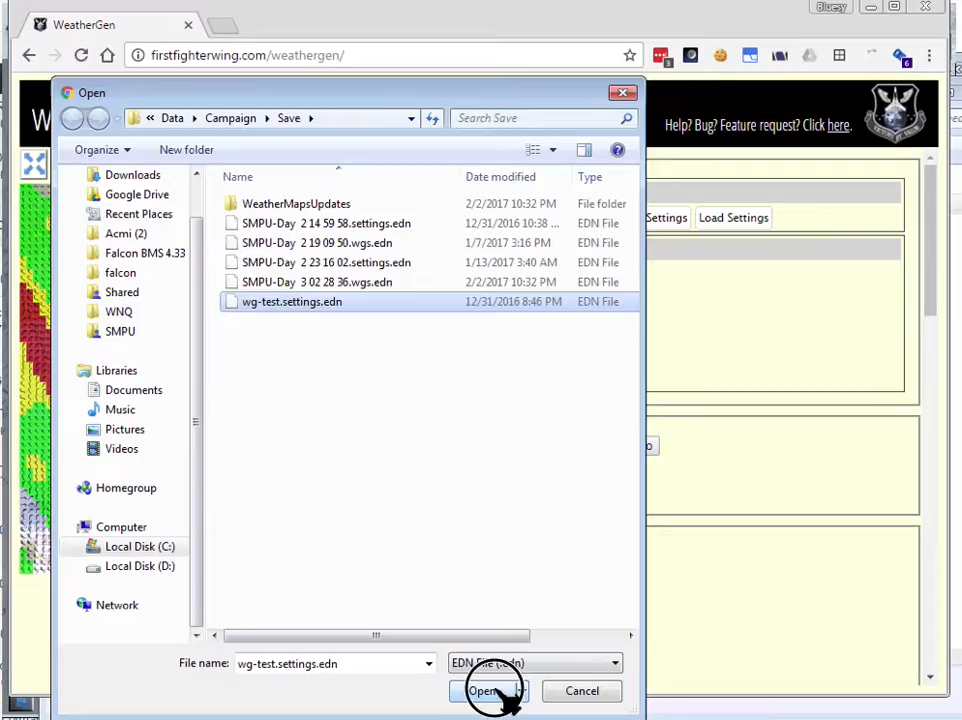 WeatherGen
Bluesy
firstfighterwing.com/weathergen/
3
6
Open
W
Help? Bug? Feature request? Click here.
« Data Campaign Save
Search Save
Organize
New folder
Name
Date modified
Type
Downloads
Google Drive
Recent Places
Acmi (2)
Falcon BMS 4.33
falcon
Shared
WNQ
SMPU
Libraries
Documents
Music
Pictures
Videos
Homegroup
Computer
Local Disk (C:)
Local Disk (D:)
Network
WeatherMapsUpdates 2/2/2017 10:32 PM File folder
SMPU-Day 2 14 59 58.settings.edn 12/31/2016 10:38 ... EDN File
SMPU-Day 2 19 09 50.wgs.edn 1/7/2017 3:16 PM EDN File
SMPU-Day 2 23 16 02.settings.edn 1/13/2017 3:40 AM EDN File
SMPU-Day 3 02 28 36.wgs.edn 2/2/2017 10:32 PM EDN File
wg-test.settings.edn 12/31/2016 8:46 PM EDN File
Settings
Load Settings
o
File name:
wg-test.settings.edn
EDN File (.edn)
Open
Cancel